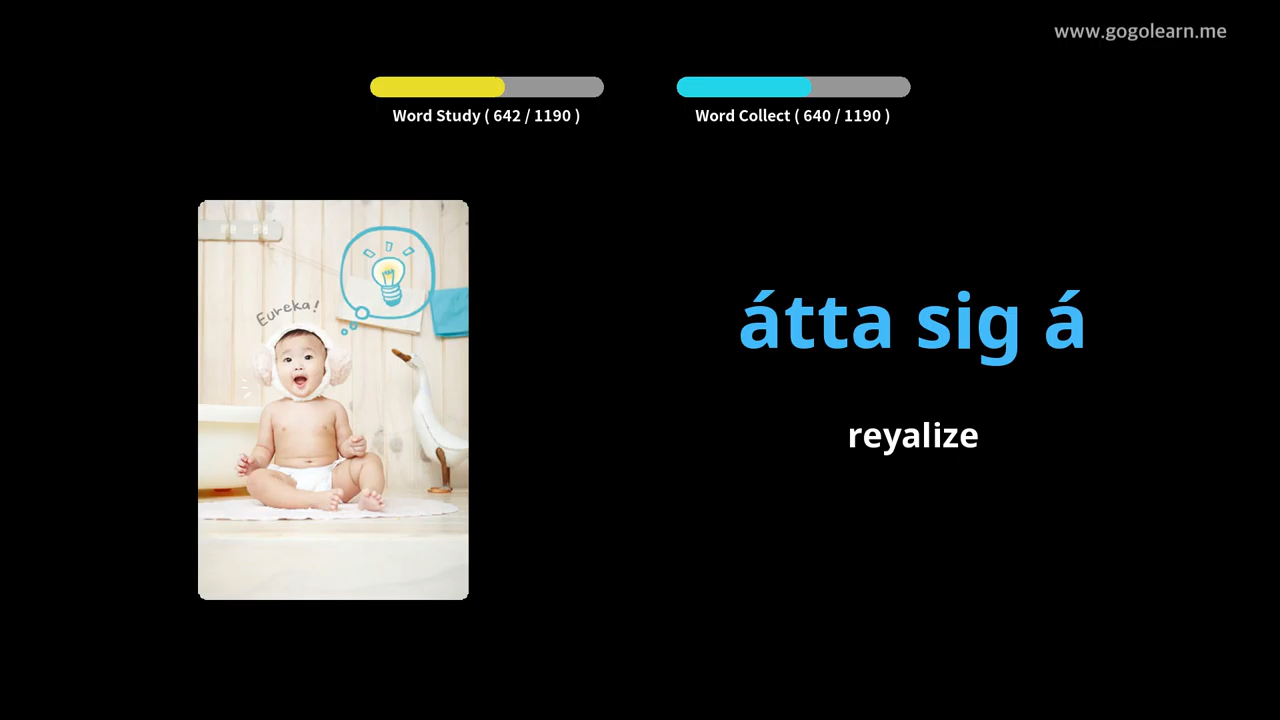 www.gogolearn.me
Word Study ( 642 / 1190 )
Word Collect ( 640 / 1190 )
Eureka!
átta sig á
reyalize